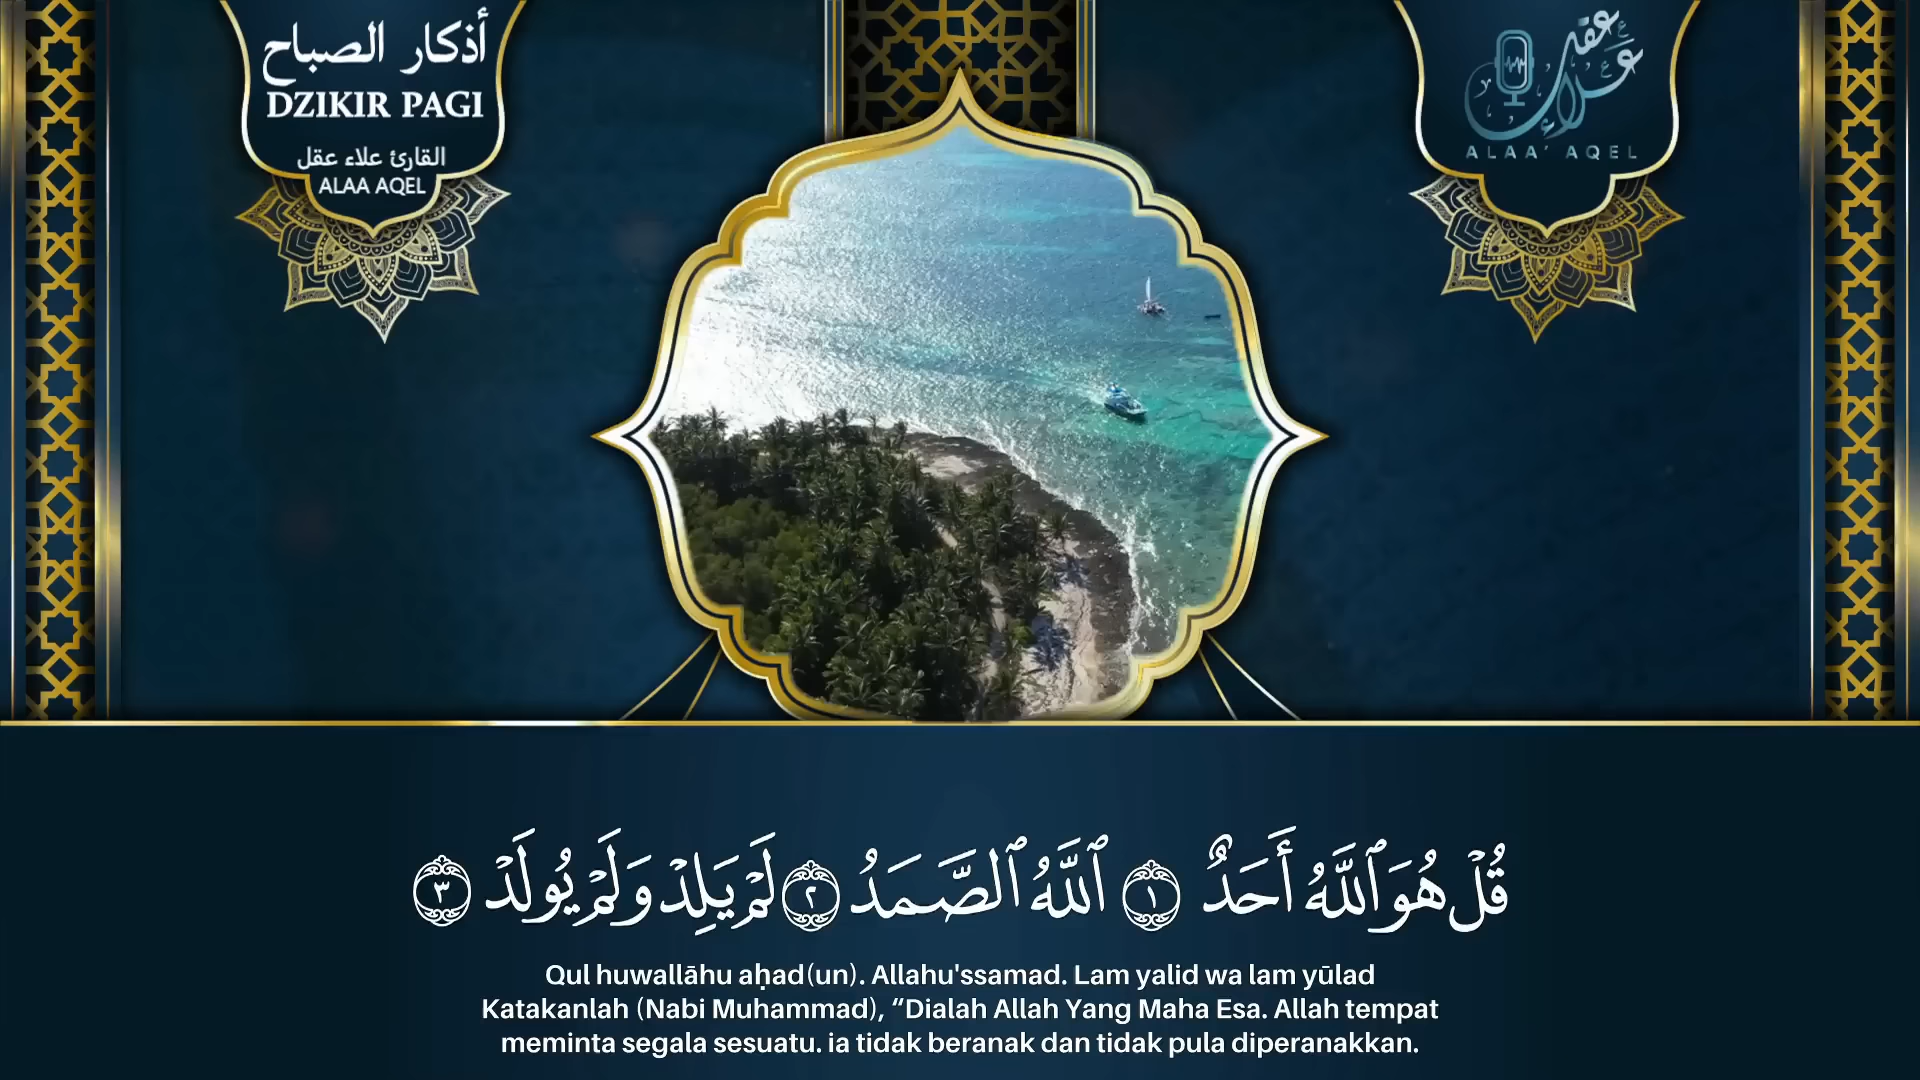 أذكار الصباح
DZIKIR PAGI
القارئ علاء عقل
ALAA AQEL
علاء عقل
ALAA' AQEL
قُلْ هُوَ ٱللَّهُ أَحَدٌ ١ ٱللَّهُ ٱلصَّمَدُ ٢ لَمْ يَلِدْ وَلَمْ يُولَدْ ٣
Qul huwallāhu aḥad(un). Allahu'ssamad. Lam yalid wa lam yūlad
Katakanlah (Nabi Muhammad), “Dialah Allah Yang Maha Esa. Allah tempat
meminta segala sesuatu. ia tidak beranak dan tidak pula diperanakkan.